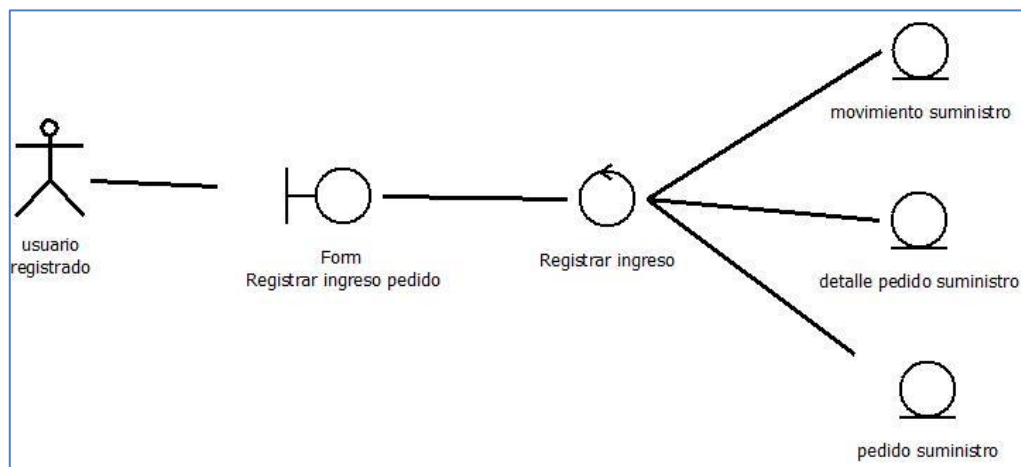 usuario
registrado
Form
Registrar ingreso pedido
Registrar ingreso
movimiento suministro
detalle pedido suministro
pedido suministro